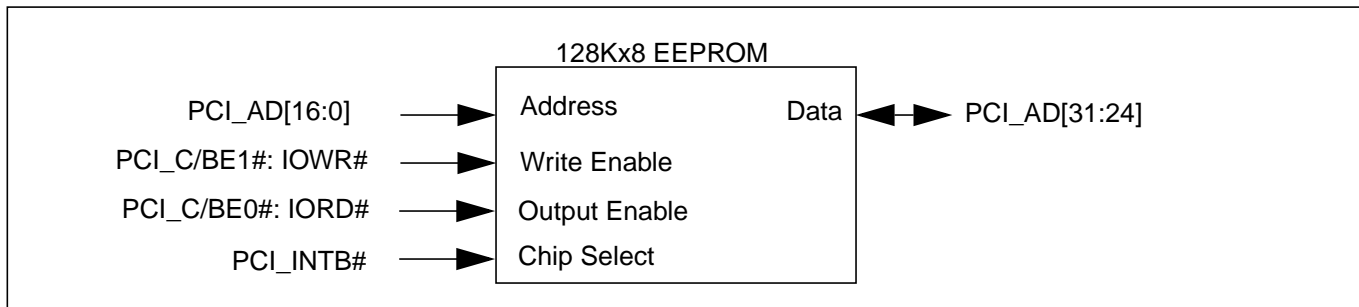 128Kx8 EEPROM
PCI_AD[16:0] Address Data PCI_AD[31:24]
PCI_C/BE1#: IOWR# Write Enable
PCI_C/BE0#: IORD# Output Enable
PCI_INTB# Chip Select